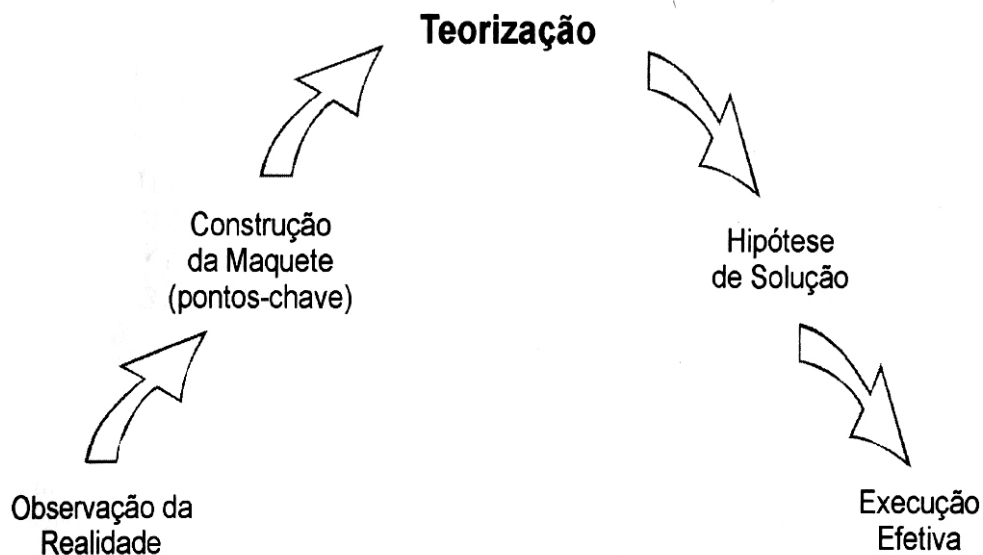 Teorização
Construção
da Maquete
(pontos-chave)
Hipótese
de Solução
Observação da
Realidade
Execução
Efetiva